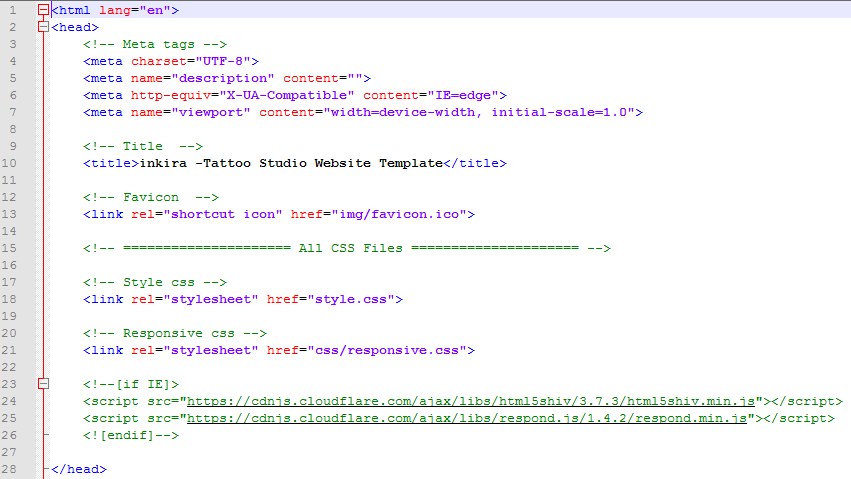 1 <html lang="en">
2 <head>
3 <!-- Meta tags -->
4 <meta charset="UTF-8">
5 <meta name="description" content="">
6 <meta http-equiv="X-UA-Compatible" content="IE=edge">
7 <meta name="viewport" content="width=device-width, initial-scale=1.0">
8
9 <!-- Title  -->
10 <title>inkira -Tattoo Studio Website Template</title>
11
12 <!-- Favicon  -->
13 <link rel="shortcut icon" href="img/favicon.ico">
14
15 <!-- ===================== All CSS Files ===================== -->
16
17 <!-- Style css -->
18 <link rel="stylesheet" href="style.css">
19
20 <!-- Responsive css -->
21 <link rel="stylesheet" href="css/responsive.css">
22
23 <!--[if IE]>
24 <script src="https://cdnjs.cloudflare.com/ajax/libs/html5shiv/3.7.3/html5shiv.min.js"></script>
25 <script src="https://cdnjs.cloudflare.com/ajax/libs/respond.js/1.4.2/respond.min.js"></script>
26 <![endif]-->
27
28 </head>